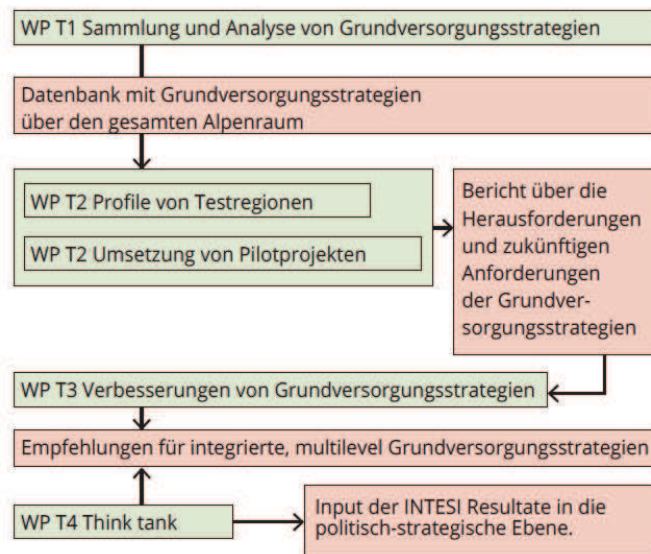 WP T1 Sammlung und Analyse von Grundversorgungsstrategien
Datenbank mit Grundversorgungsstrategien
über den gesamten Alpenraum
WP T2 Profile von Testregionen
WP T2 Umsetzung von Pilotprojekten
Bericht über die
Herausforderungen
und zukünftigen
Anforderungen
der Grundver-
sorgungsstrategien
WP T3 Verbesserungen von Grundversorgungsstrategien
Empfehlungen für integrierte, multilevel Grundversorgungsstrategien
WP T4 Think tank
Input der INTESI Resultate in die
politisch-strategische Ebene.